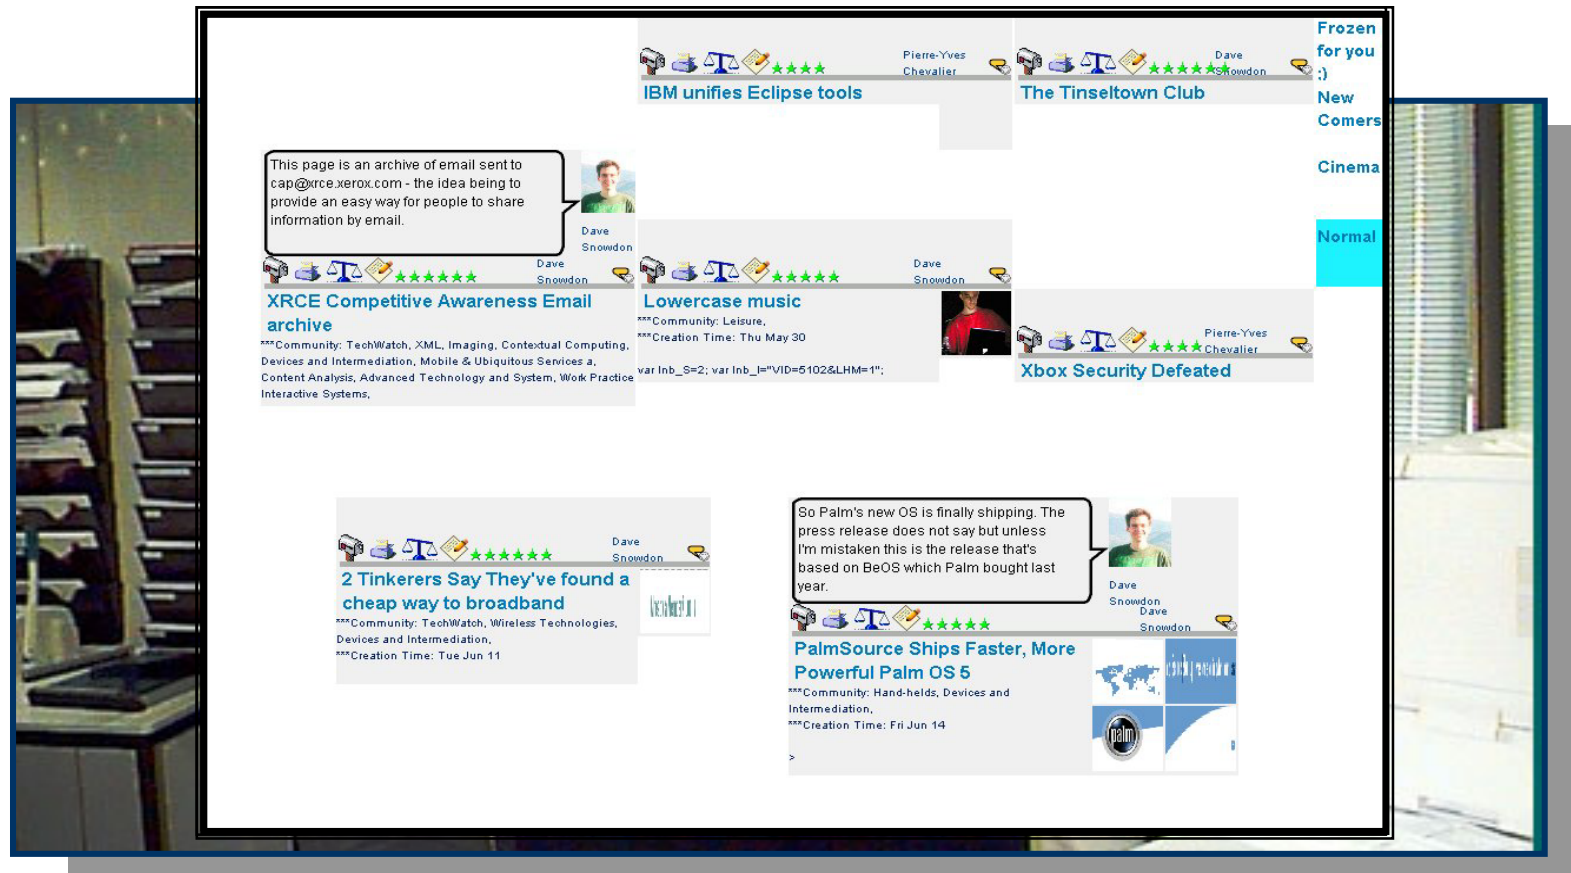 Pierre-Yves
Chevalier
IBM unifies Eclipse tools
Dave
Snowdon
The Tinseltown Club
Frozen
for you
:)
New
Comers
Cinema
Normal
This page is an archive of email sent to
cap@xrce.xerox.com - the idea being to
provide an easy way for people to share
information by email.
Dave
Snowdon
Dave
Snowdon
XRCE Competitive Awareness Email
archive
***Community: TechWatch, XML, Imaging, Contextual Computing,
Devices and Intermediation, Mobile & Ubiquitous Services a,
Content Analysis, Advanced Technology and System, Work Practice
Interactive Systems,
Dave
Snowdon
Lowercase music
***Community: Leisure,
***Creation Time: Thu May 30
var lnb_S=2; var lnb_I="VID=5102&LHM=1";
Pierre-Yves
Chevalier
Xbox Security Defeated
Dave
Snowdon
2 Tinkerers Say They've found a
cheap way to broadband
***Community: TechWatch, Wireless Technologies,
Devices and Intermediation,
***Creation Time: Tue Jun 11
So Palm's new OS is finally shipping. The
press release does not say but unless
I'm mistaken this is the release that's
based on BeOS which Palm bought last
year.
Dave
Snowdon
Dave
Snowdon
PalmSource Ships Faster, More
Powerful Palm OS 5
***Community: Hand-helds, Devices and
Intermediation,
***Creation Time: Fri Jun 14
>
palm